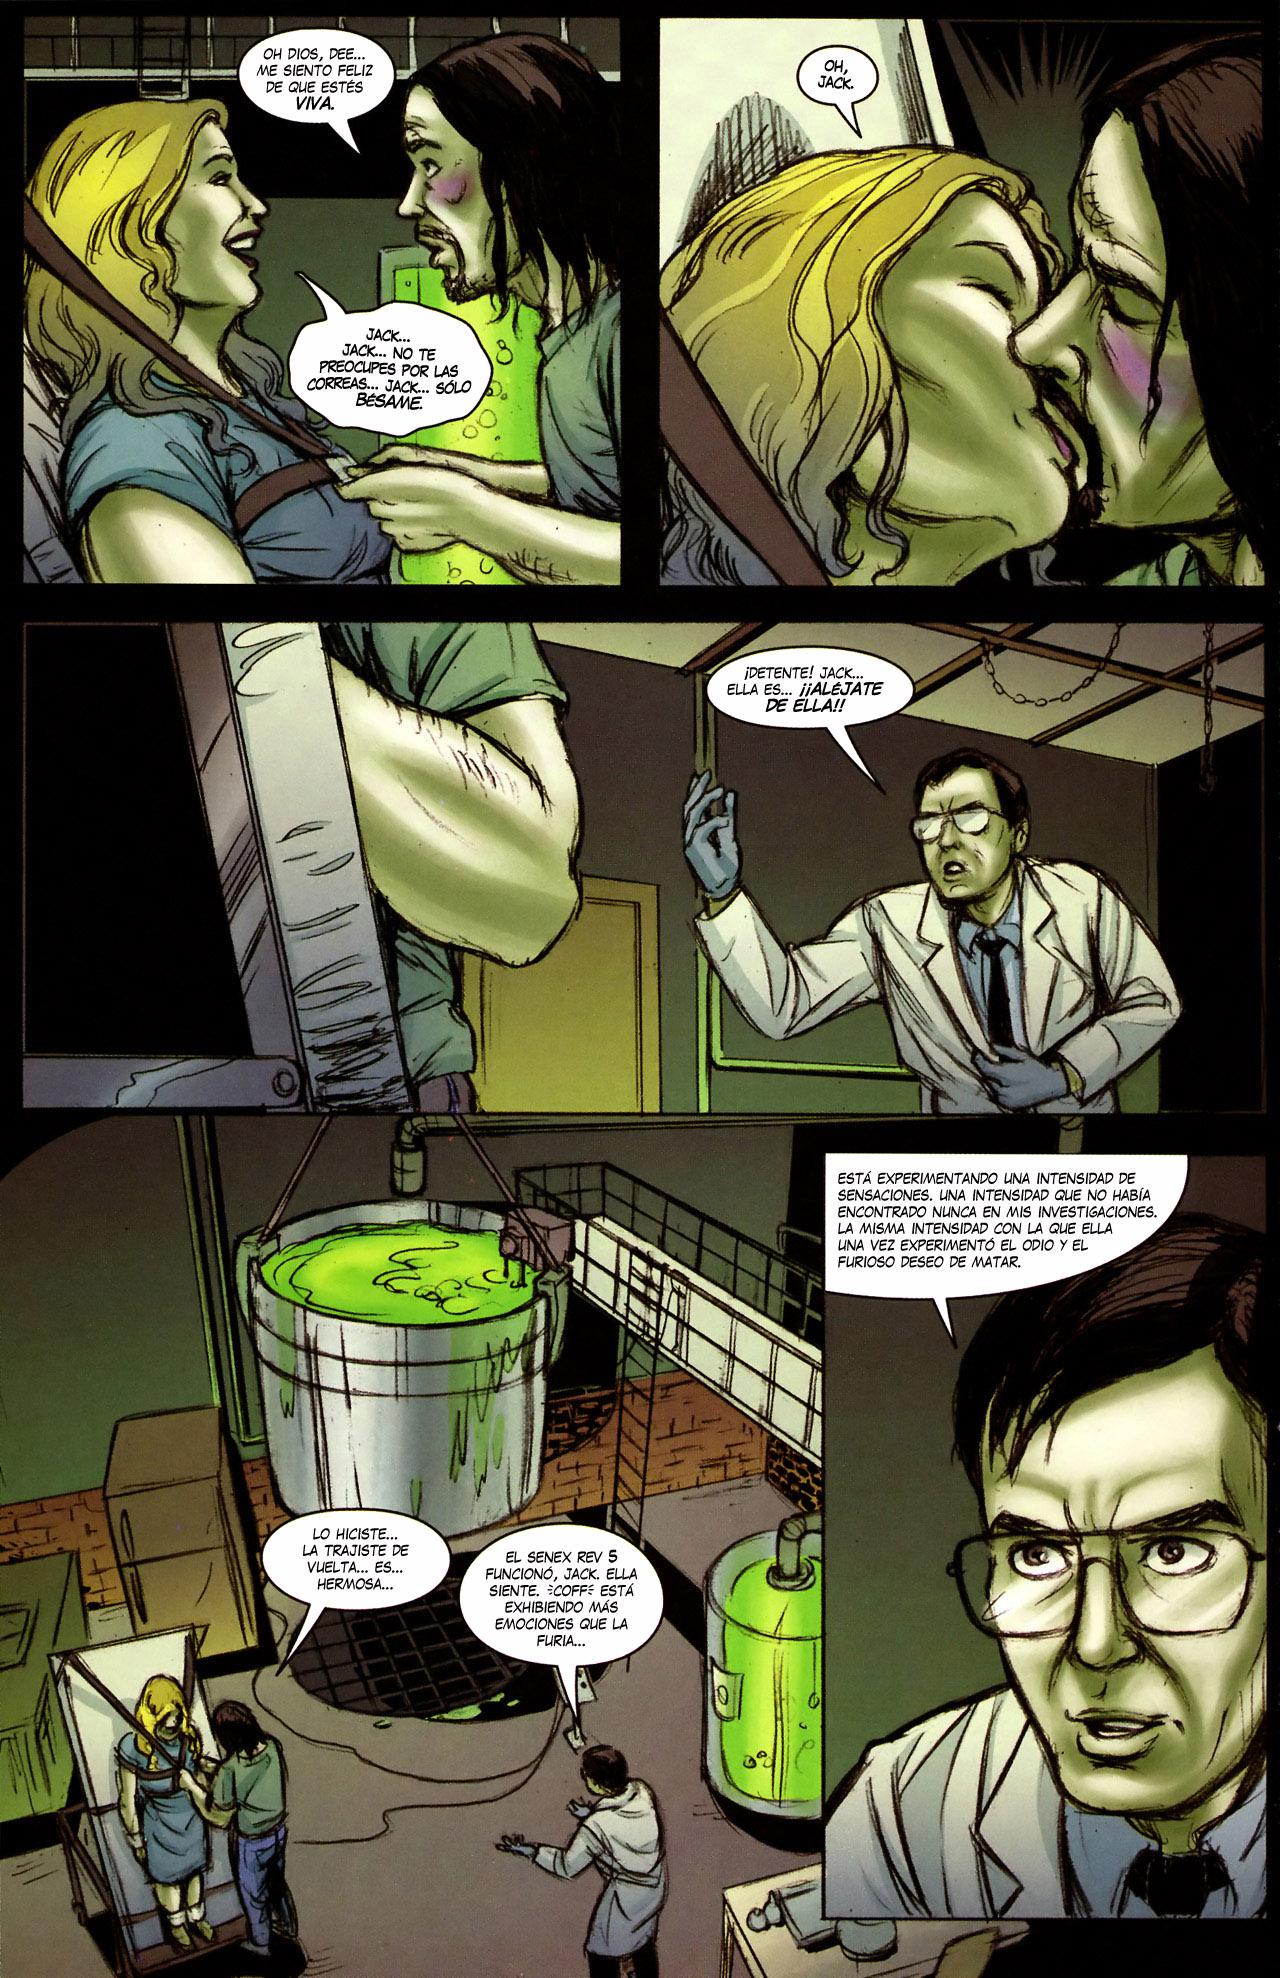 OH DIOS, DEE...
ME SIENTO FELIZ
DE QUE ESTÉS
VIVA.
JACK...
JACK... NO TE
PREOCUPES POR LAS
CORREAS... JACK... SÓLO
BÉSAME.
OH,
JACK.
¡DETENTE! JACK...
ELLA ES... ¡¡ALÉJATE
DE ELLA!!
LO HICISTE...
LA TRAJISTE DE
VUELTA... ES...
HERMOSA...
EL SENEX REV 5
FUNCIONÓ, JACK. ELLA
SIENTE. COFF ESTÁ
EXHIBIENDO MÁS
EMOCIONES QUE LA
FURIA...
ESTÁ EXPERIMENTANDO UNA INTENSIDAD DE
SENSACIONES. UNA INTENSIDAD QUE NO HABÍA
ENCONTRADO NUNCA EN MIS INVESTIGACIONES.
LA MISMA INTENSIDAD CON LA QUE ELLA
UNA VEZ EXPERIMENTÓ EL ODIO Y EL
FURIOSO DESEO DE MATAR.